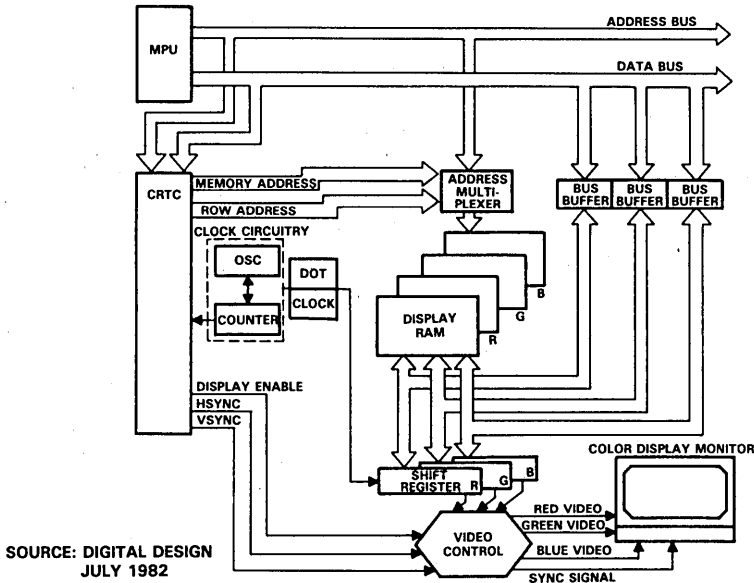 ADDRESS BUS
MPU
DATA BUS
CRTC
MEMORY ADDRESS
ROW ADDRESS
ADDRESS
MULTI-
PLEXER
BUS
BUFFER
BUS
BUFFER
BUS
BUFFER
CLOCK CIRCUITRY
OSC
COUNTER
DOT
CLOCK
B
G
R
DISPLAY
RAM
DISPLAY ENABLE
HSYNC
VSYNC
SHIFT
REGISTER
R
G
B
COLOR DISPLAY MONITOR
VIDEO
CONTROL
RED VIDEO
GREEN VIDEO
BLUE VIDEO
SYNC SIGNAL
SOURCE: DIGITAL DESIGN
JULY 1982